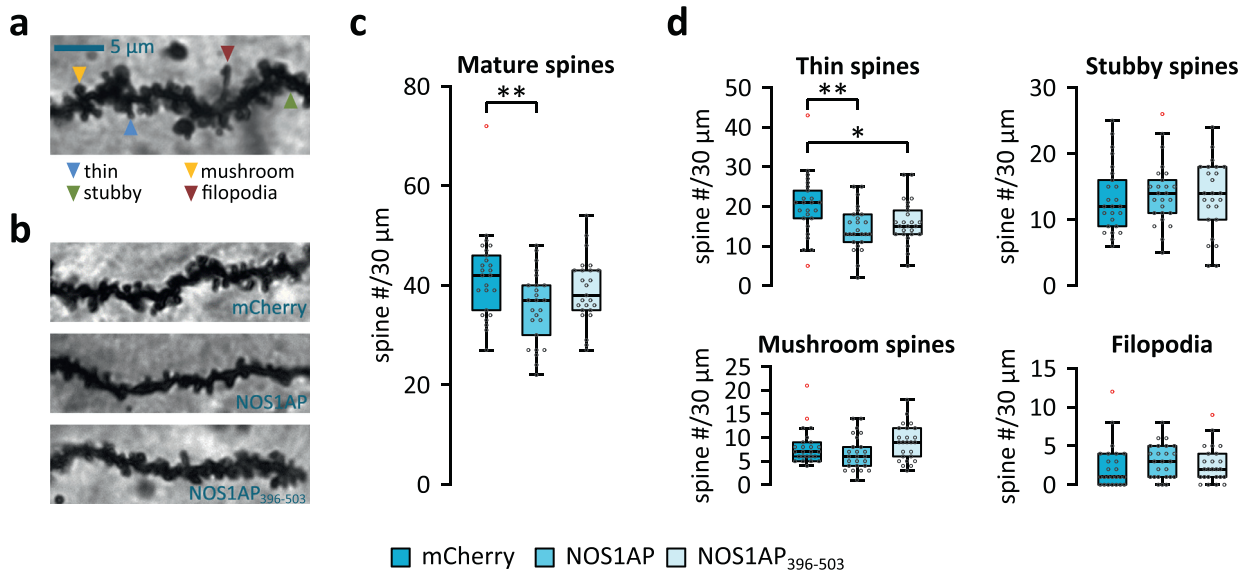 a
5 µm
thin
mushroom
stubby
filopodia
b
mCherry
NOS1AP
NOS1AP396-503
c
Mature spines
spine #/30 µm
80
60
40
20
0
**
d
Thin spines
spine #/30 µm
50
40
30
20
10
0
**
*
Stubby spines
spine #/30 µm
30
20
10
0
Mushroom spines
spine #/30 µm
25
20
15
10
5
0
Filopodia
spine #/30 µm
15
10
5
0
mCherry
NOS1AP
NOS1AP396-503